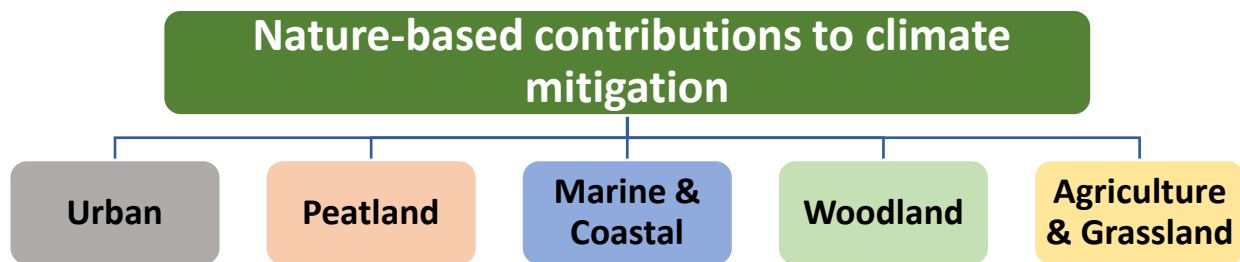 Nature-based contributions to climate
mitigation
Urban
Peatland
Marine &
Coastal
Woodland
Agriculture
& Grassland